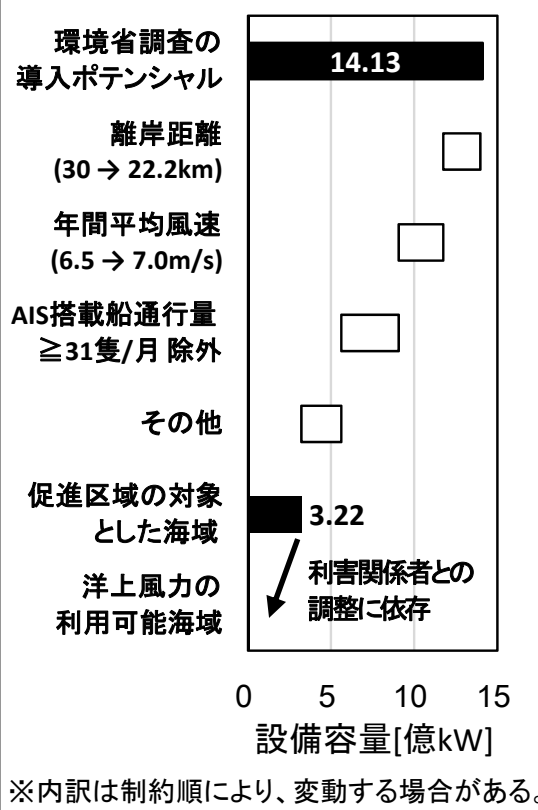 環境省調査の
導入ポテンシャル
14.13
離岸距離
(30 → 22.2km)
年間平均風速
(6.5 → 7.0m/s)
AIS搭載船通行量
≧31隻/月 除外
その他
促進区域の対象
とした海域
3.22
洋上風力の
利用可能海域
利害関係者との
調整に依存
0 5 10 15
設備容量[億kW]
※内訳は制約順により、変動する場合がある。